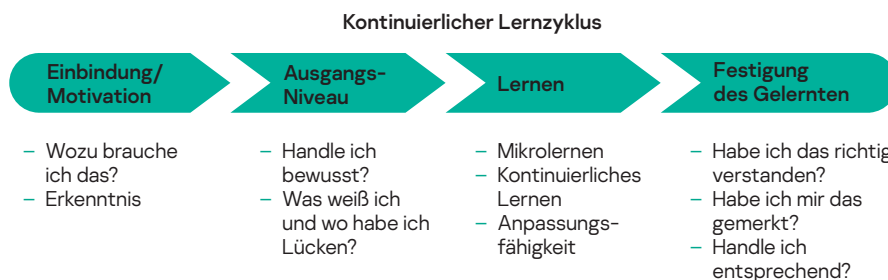 Kontinuierlicher Lernzyklus
Einbindung/
Motivation
Ausgangs-
Niveau
Lernen
Festigung
des Gelernten
– Wozu brauche
ich das?
– Erkenntnis
– Handle ich
bewusst?
– Was weiß ich
und wo habe ich
Lücken?
– Mikrolernen
– Kontinuierliches
Lernen
– Anpassungs-
fähigkeit
– Habe ich das richtig
verstanden?
– Habe ich mir das
gemerkt?
– Handle ich
entsprechend?